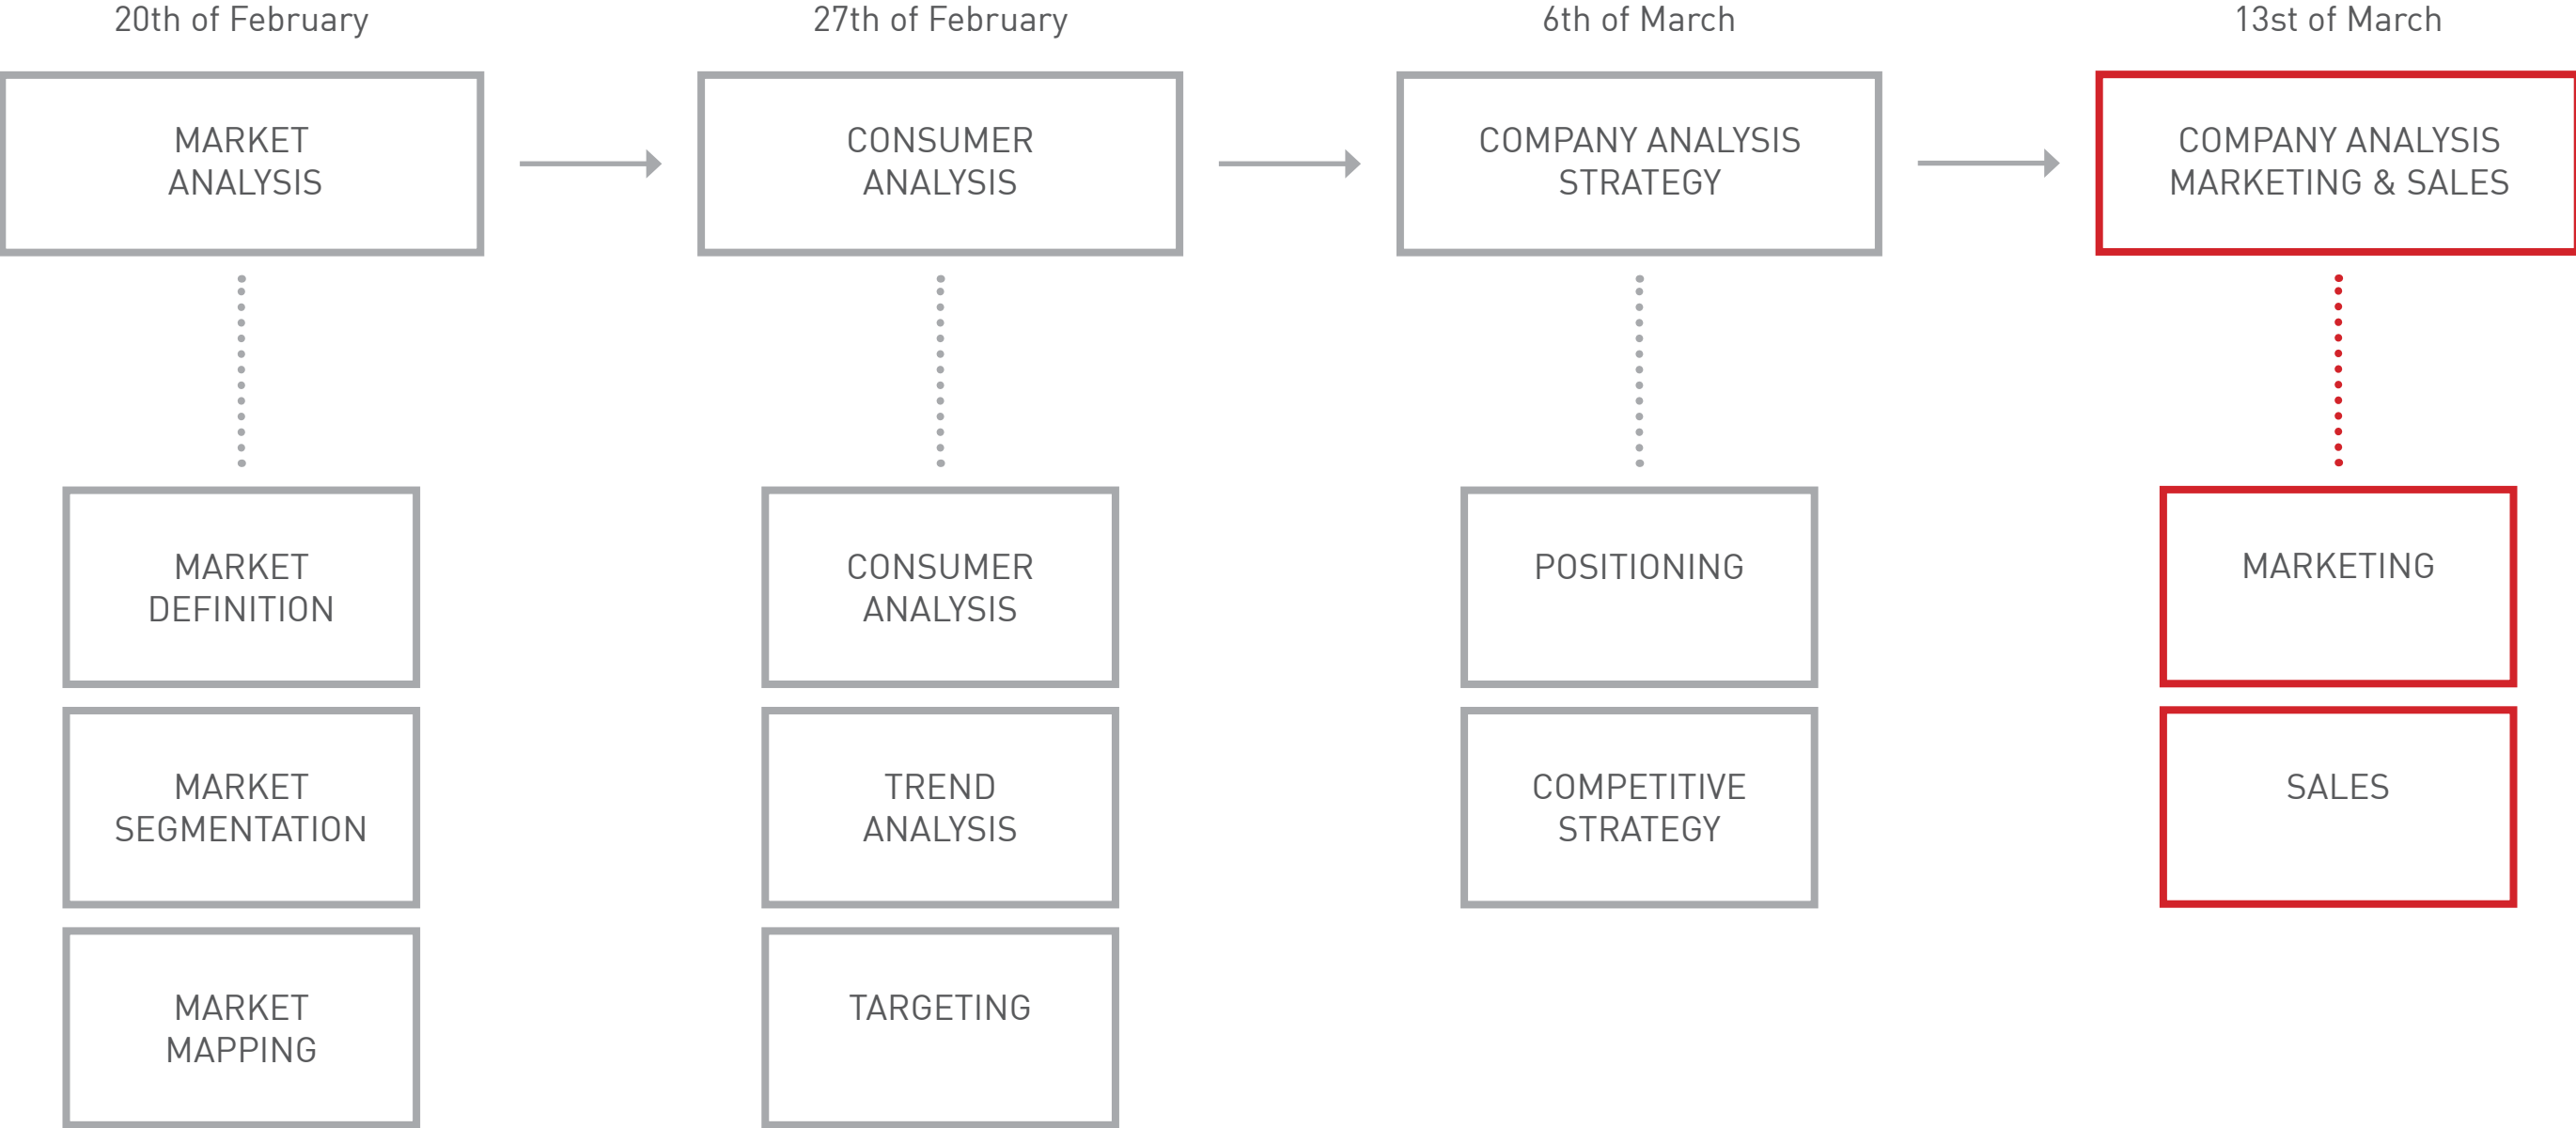 20th of February
27th of February
6th of March
13st of March
MARKET
ANALYSIS
CONSUMER
ANALYSIS
COMPANY ANALYSIS
STRATEGY
COMPANY ANALYSIS
MARKETING & SALES
MARKET
DEFINITION
CONSUMER
ANALYSIS
POSITIONING
MARKETING
MARKET
SEGMENTATION
TREND
ANALYSIS
COMPETITIVE
STRATEGY
SALES
MARKET
MAPPING
TARGETING